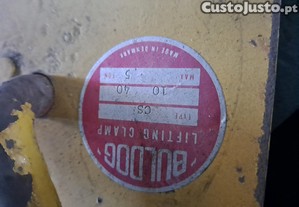 Custojusto.pt
BULDOG
LIFTING CLAMP
TYPE CS
10 40
MAX 5
MADE IN GERMANY